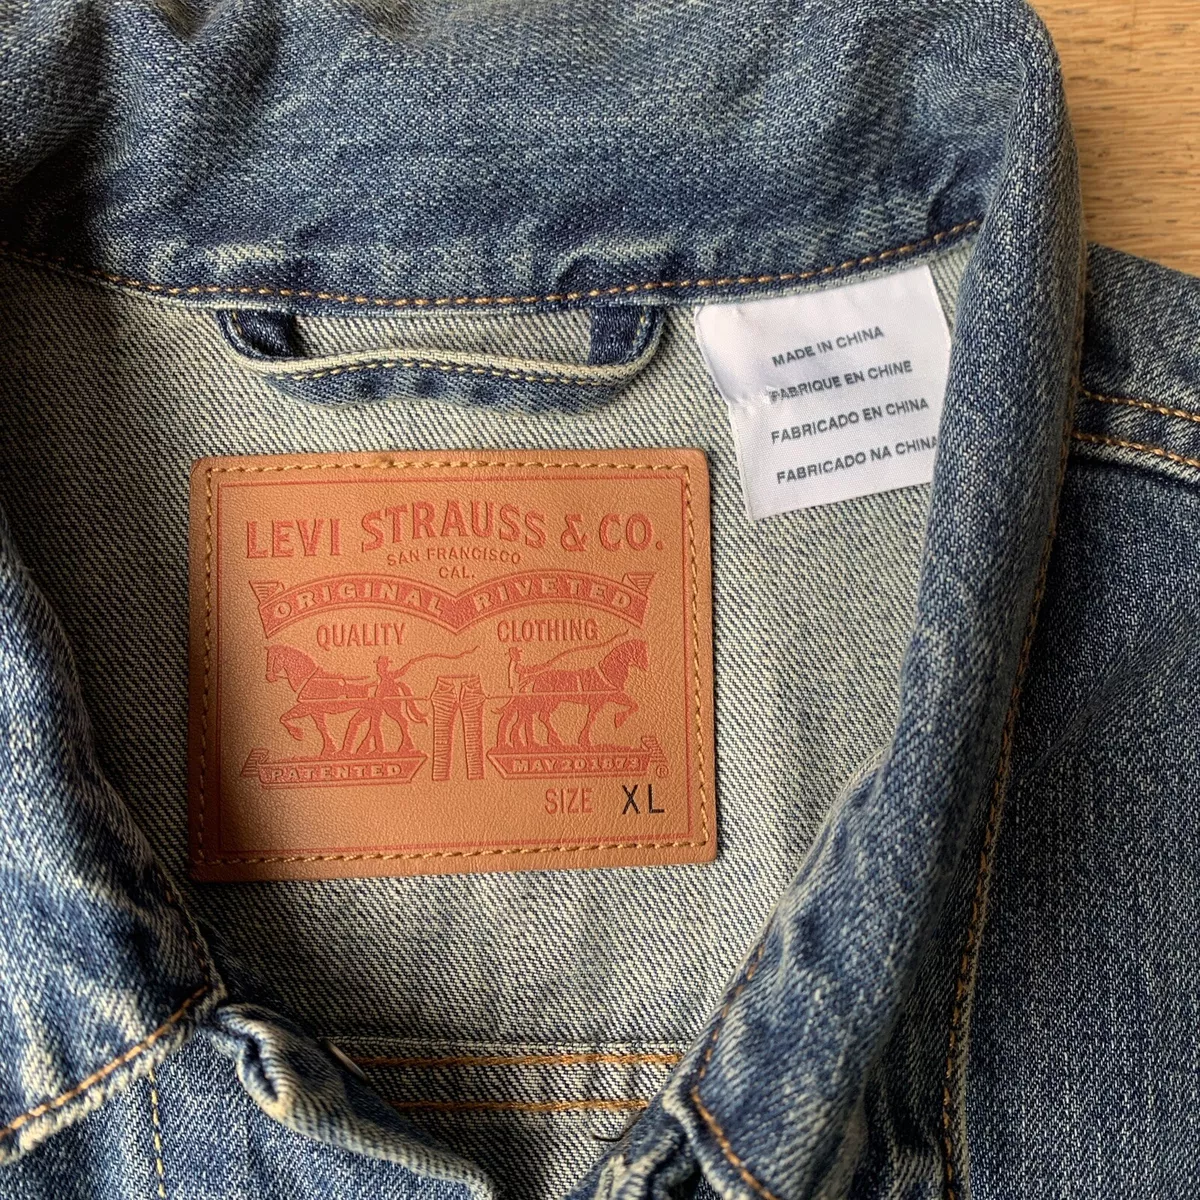 MADE IN CHINA
FABRIQUE EN CHINE
FABRICADO EN CHINA
FABRICADO NA CHINA
LEVI STRAUSS & CO.
SAN FRANCISCO
CAL.
ORIGINAL RIVETED
QUALITY CLOTHING
PATENTED MAY 20 1873 ®
SIZE XL